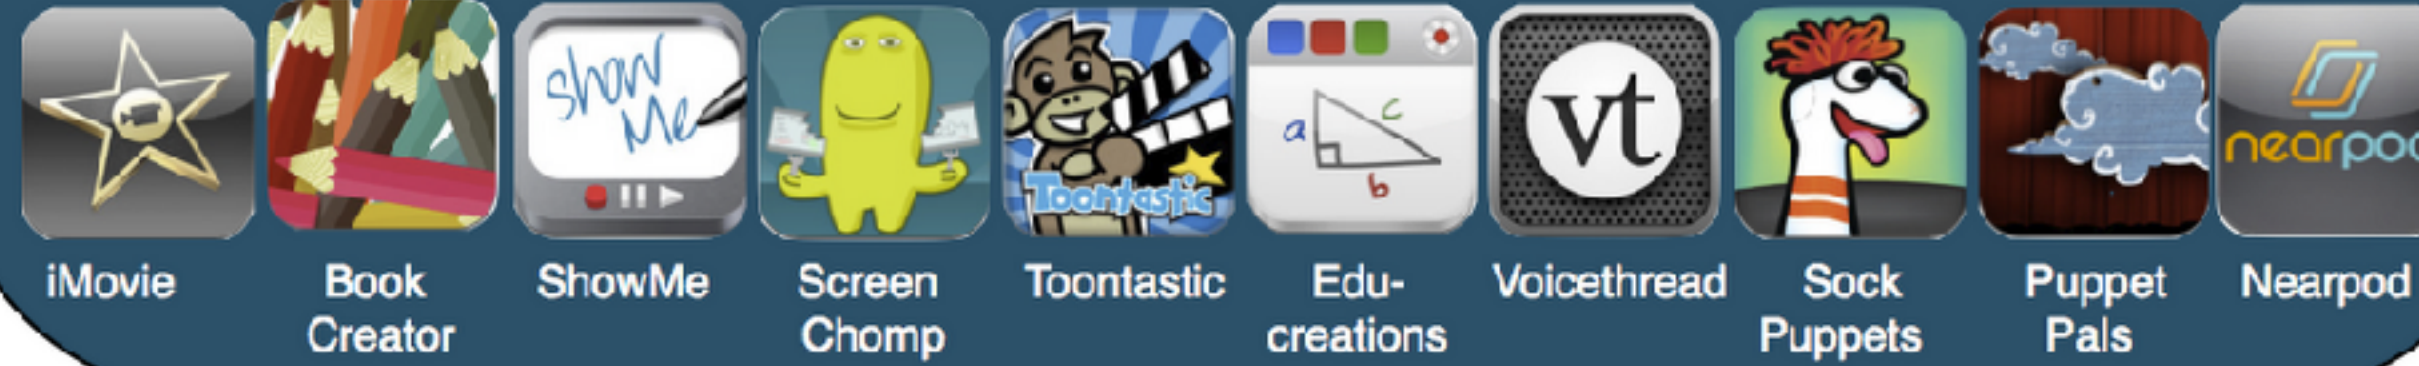 show
Me
Toontastic
a
c
b
vt
nearpod
iMovie
Book
Creator
ShowMe
Screen
Chomp
Toontastic
Edu-
creations
Voicethread
Sock
Puppets
Puppet
Pals
Nearpod